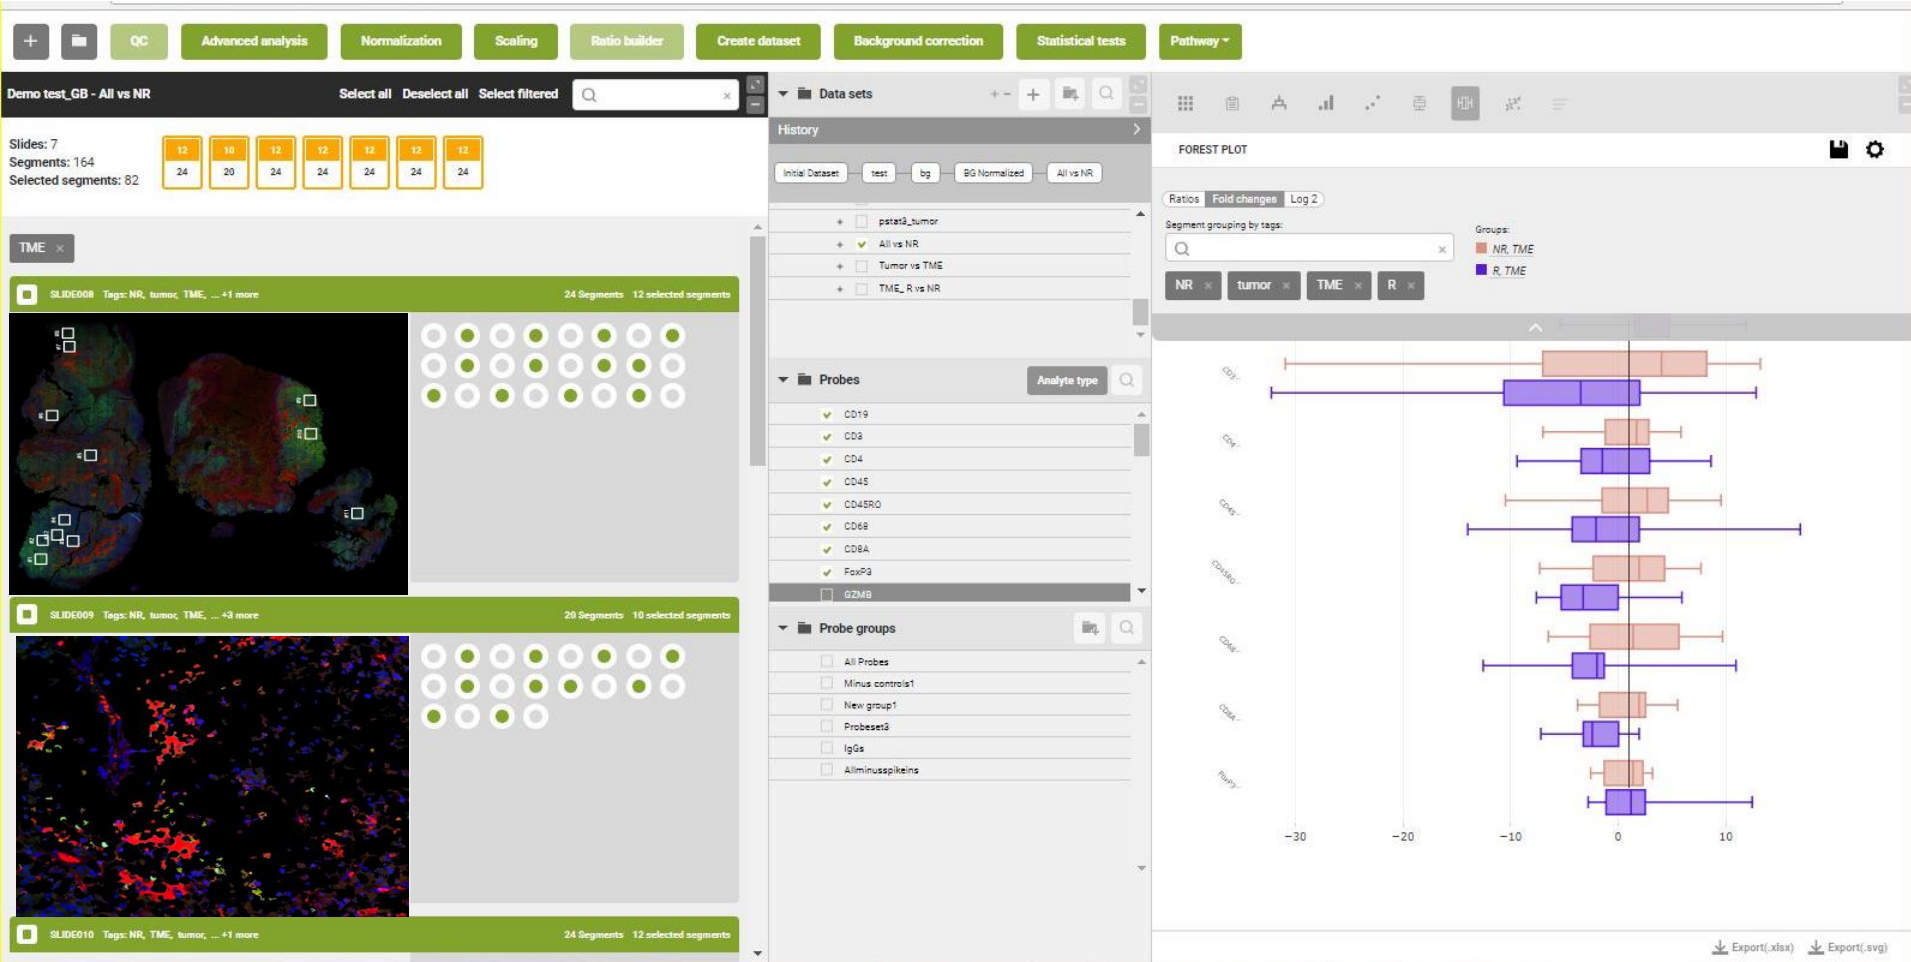 QC
Advanced analysis
Normalization
Scaling
Ratio builder
Create dataset
Background correction
Statistical tests
Pathway
Demo test_GB - All vs NR
Select all Deselect all Select filtered
Slides: 7
Segments: 164
Selected segments: 82
12 10 12 12 12 12 12
24 20 24 24 24 24 24
TME ×
SLIDE008 Tags: NR, tumor, TME, ... +1 more 24 Segments 12 selected segments
SLIDE009 Tags: NR, tumor, TME, ... +3 more 20 Segments 10 selected segments
SLIDE010 Tags: NR, TME, tumor, ... +1 more 24 Segments 12 selected segments
Data sets
History
Initial Dataset
test
bg
BG Normalized
All vs NR
pstat3_tumor
All vs NR
Tumor vs TME
TME_ R vs NR
Probes
Analyte type
CD19
CD3
CD4
CD45
CD45RO
CD68
CD8A
FoxP3
GZMB
Probe groups
All Probes
Minus controls1
New group1
Probeset3
IgGs
Allminusspikeins
FOREST PLOT
Ratios Fold changes Log 2
Segment grouping by tags:
NR × tumor × TME × R ×
Groups:
NR, TME
R, TME
CD3
CD4
CD45
CD45RO
CD68
CD8A
FoxP3
−30 −20 −10 0 10
Export(.xlsx) Export(.svg)